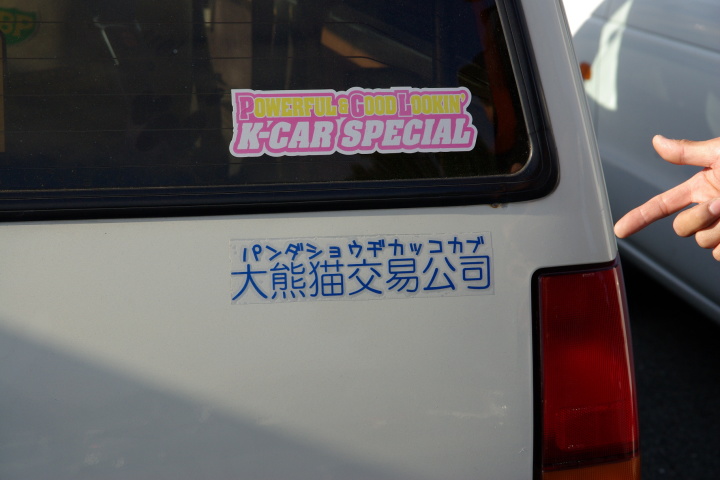 POWERFUL & GOOD LOOKIN'
K-CAR SPECIAL
パンダショウヂカッコカブ
大熊猫交易公司